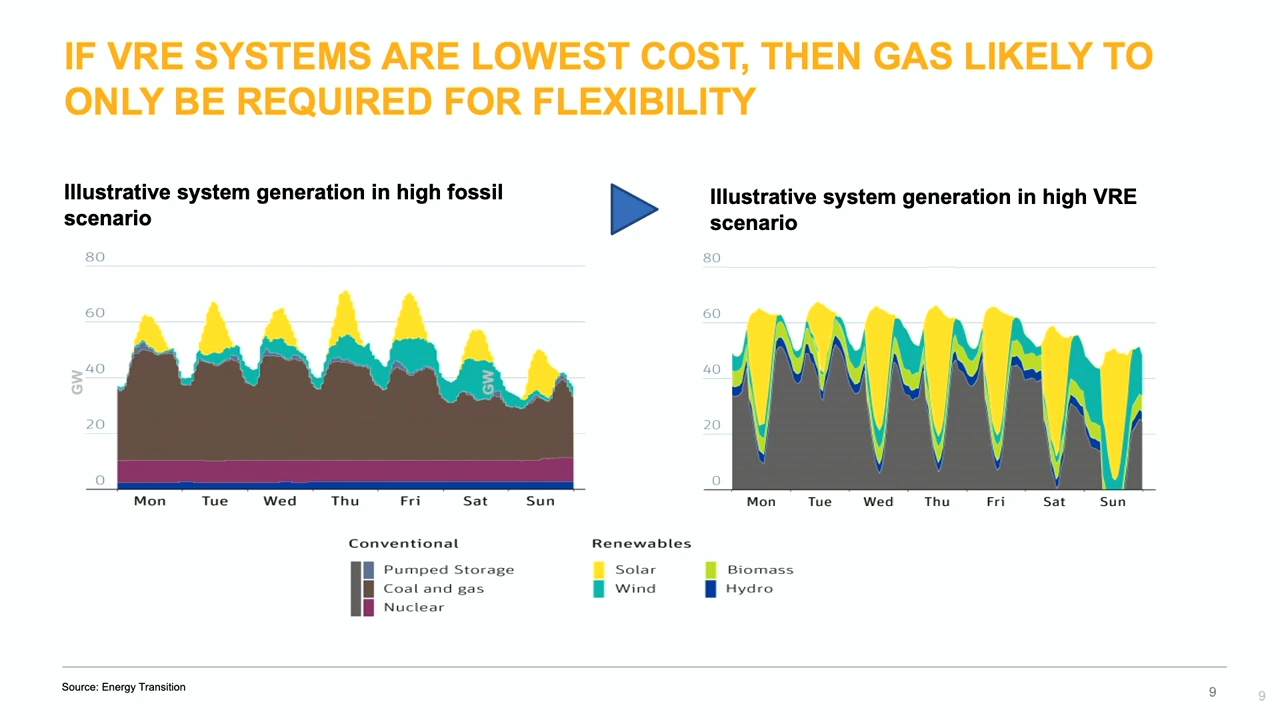 IF VRE SYSTEMS ARE LOWEST COST, THEN GAS LIKELY TO
ONLY BE REQUIRED FOR FLEXIBILITY
Illustrative system generation in high fossil
scenario
80
60
40
20
0
GW
Mon Tue Wed Thu Fri Sat Sun
Illustrative system generation in high VRE
scenario
80
60
40
20
0
GW
Mon Tue Wed Thu Fri Sat Sun
Conventional
Pumped Storage
Coal and gas
Nuclear
Renewables
Solar
Wind
Biomass
Hydro
Source: Energy Transition
9
9